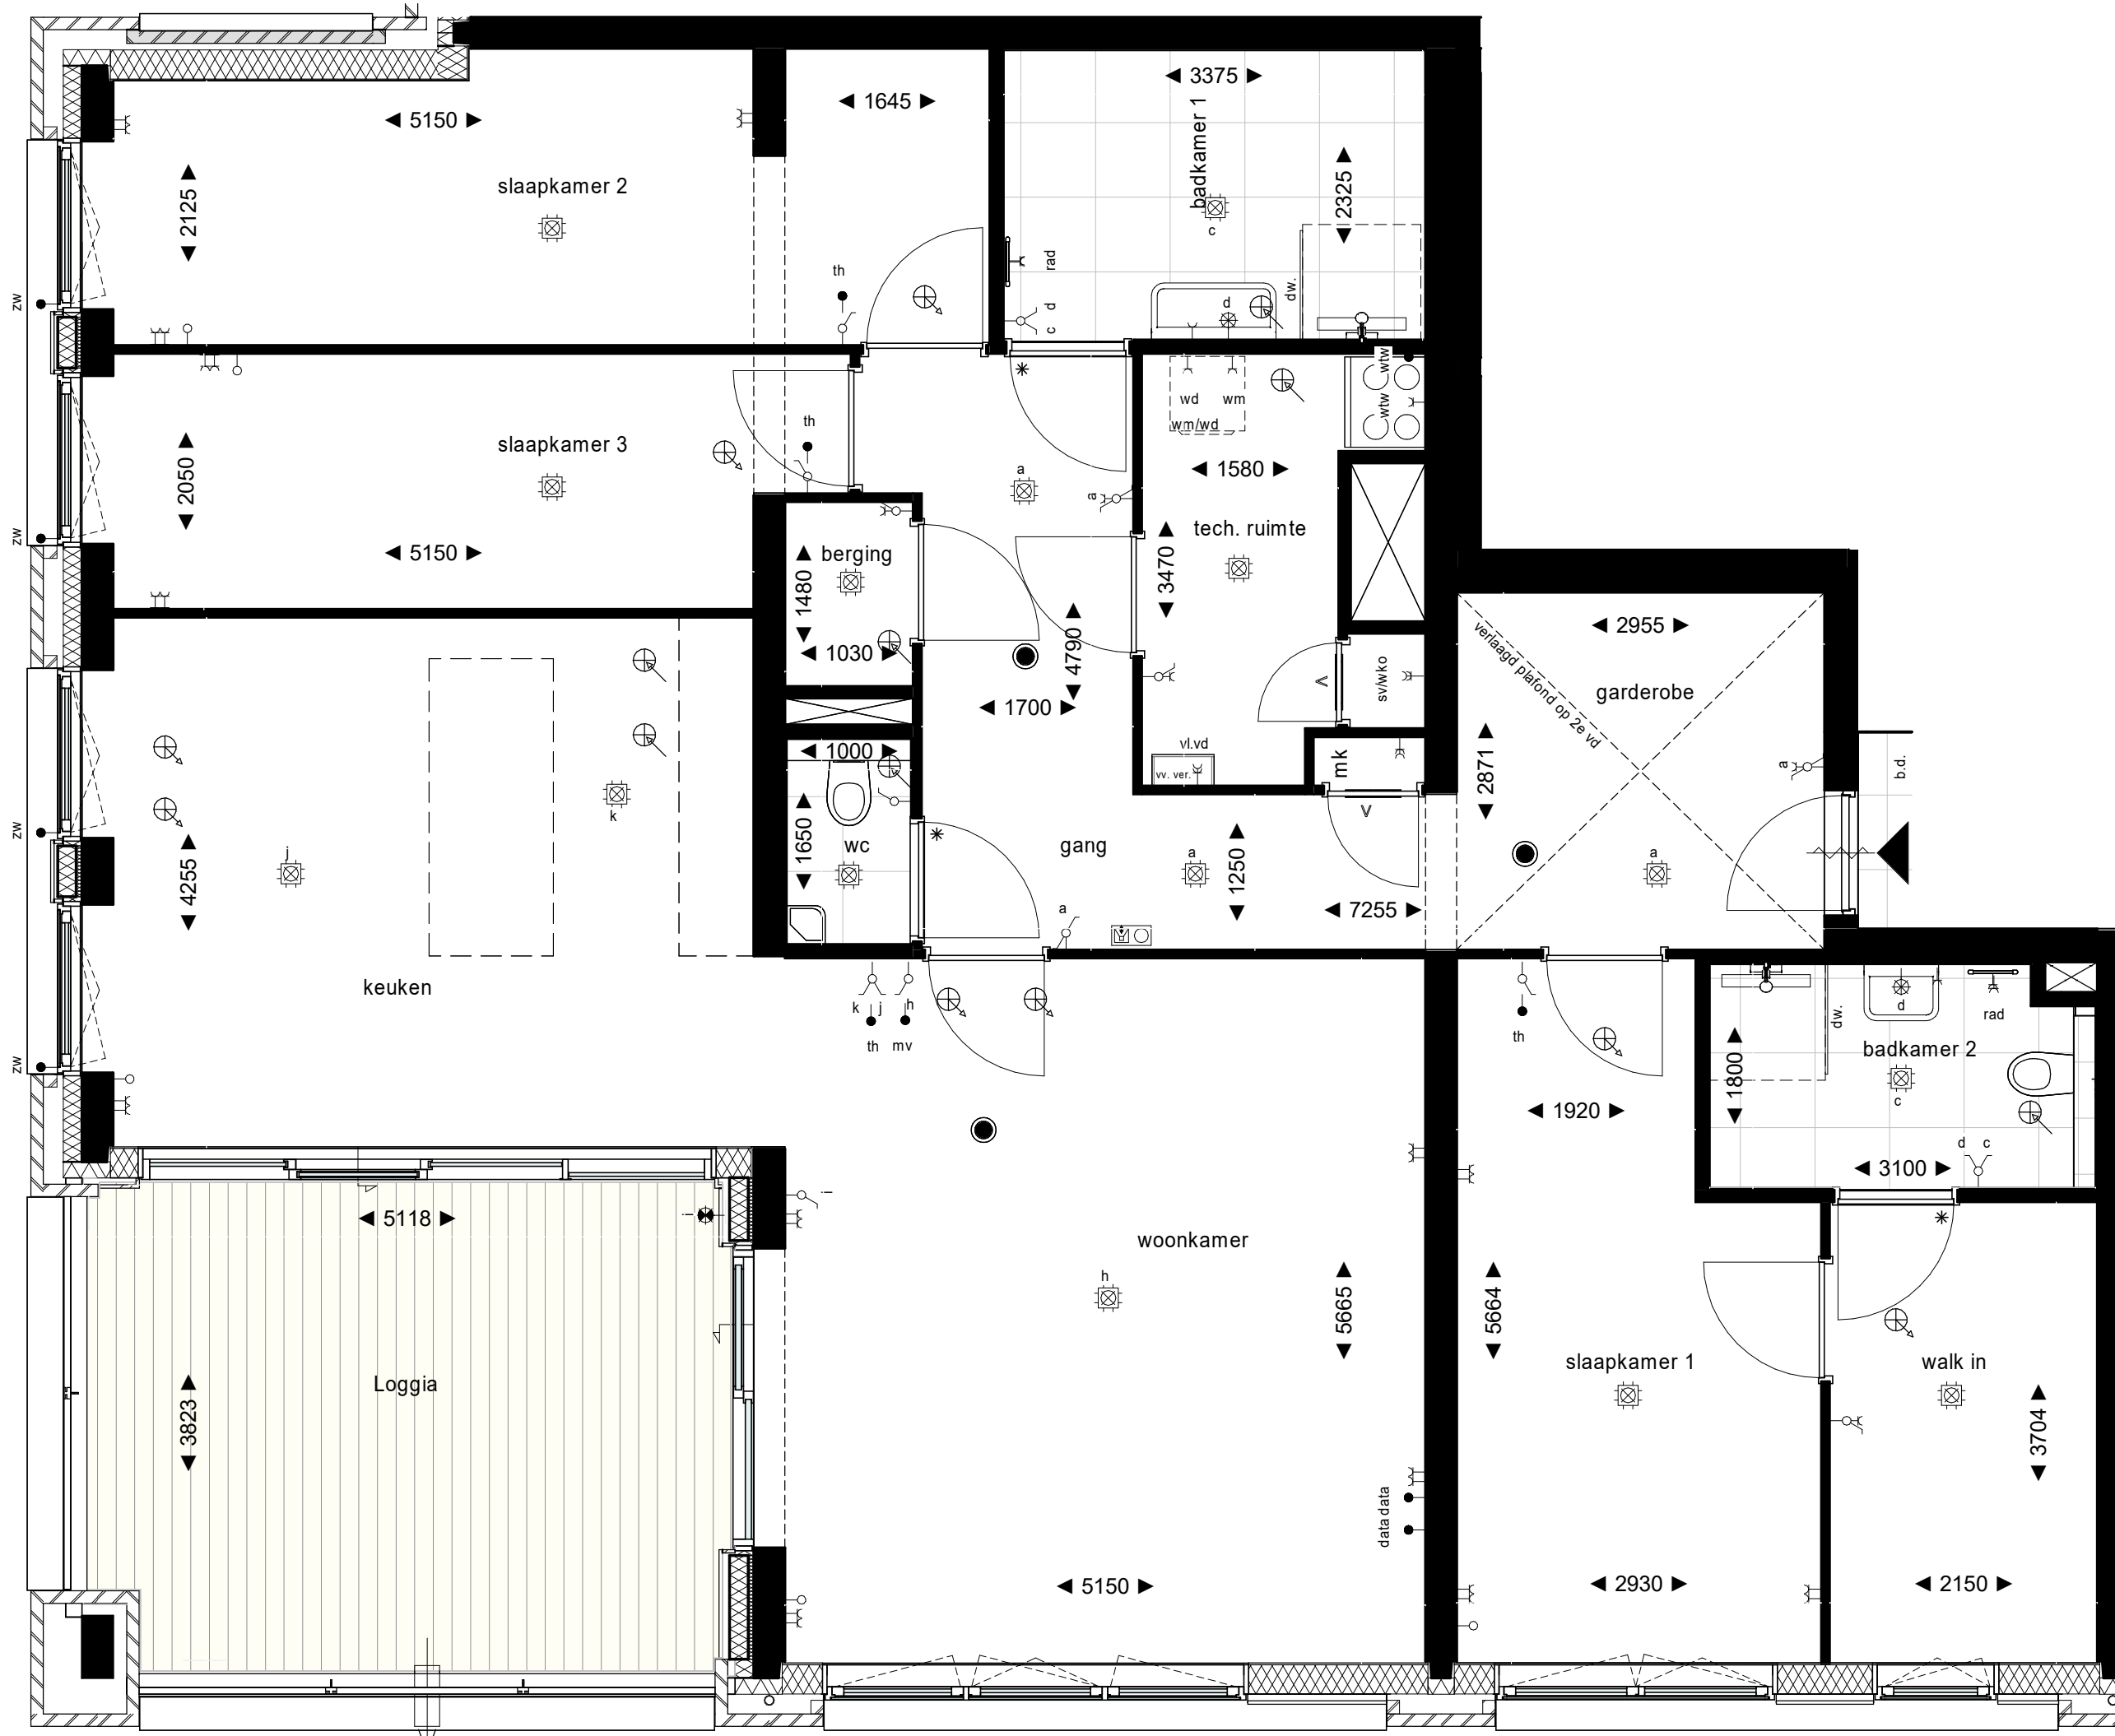 3375
1645
5150
badkamer 1
slaapkamer 2
2125
2325
c
rad
th
d
d
c
dw.
zw
wtw
wtw
wd
wm
wm/wd
th
slaapkamer 3
2050
a
1580
a
tech. ruimte
zw
5150
berging
1480
3470
4790
1030
2955
verlaagd plafond op 2e vd
garderobe
sv/wko
V
1700
vl.vd
vv. ver.
mk
1000
2871
a
b.d.
k
V
zw
1650
wc
j
4255
gang
a
1250
a
a
7255
keuken
k
j
h
th
mv
th
d
rad
dw.
badkamer 2
zw
1800
c
1920
d
c
3100
i
i
5118
woonkamer
h
5665
5664
slaapkamer 1
walk in
Loggia
3823
3704
data data
5150
2930
2150